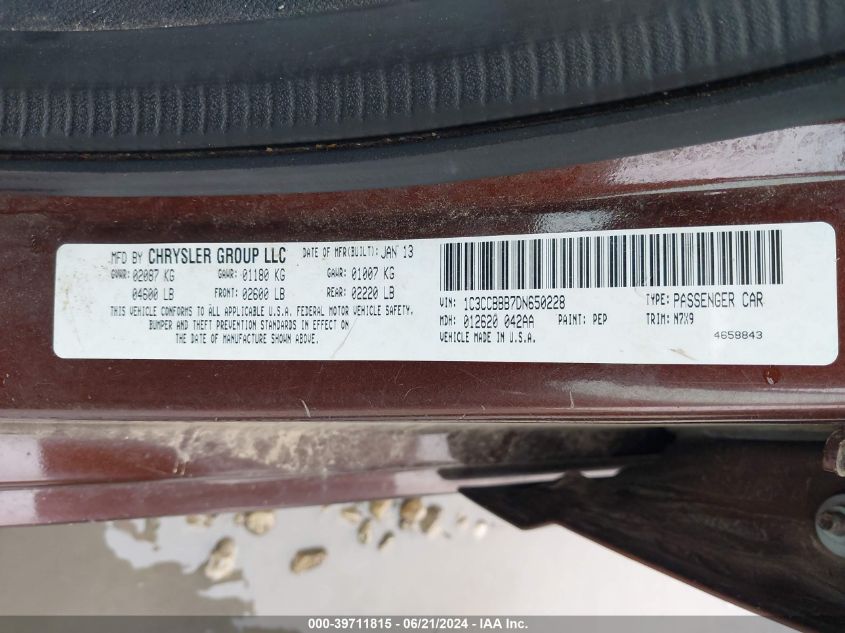 MFD BY CHRYSLER GROUP LLC DATE OF MFR(BUILT): JAN 13
GVWR: 02087 KG GAWR: 01180 KG GAWR: 01007 KG
04600 LB FRONT: 02600 LB REAR: 02220 LB
THIS VEHICLE CONFORMS TO ALL APPLICABLE U.S.A. FEDERAL MOTOR VEHICLE SAFETY,
BUMPER AND THEFT PREVENTION STANDARDS IN EFFECT ON
THE DATE OF MANUFACTURE SHOWN ABOVE.
VIN: 1C3CCBBB7DN650228 TYPE: PASSENGER CAR
MDH: 012620 042AA PAINT: PEP TRIM: M7X9
VEHICLE MADE IN U.S.A. 4658843
000-39711815 - 06/21/2024 - IAA Inc.